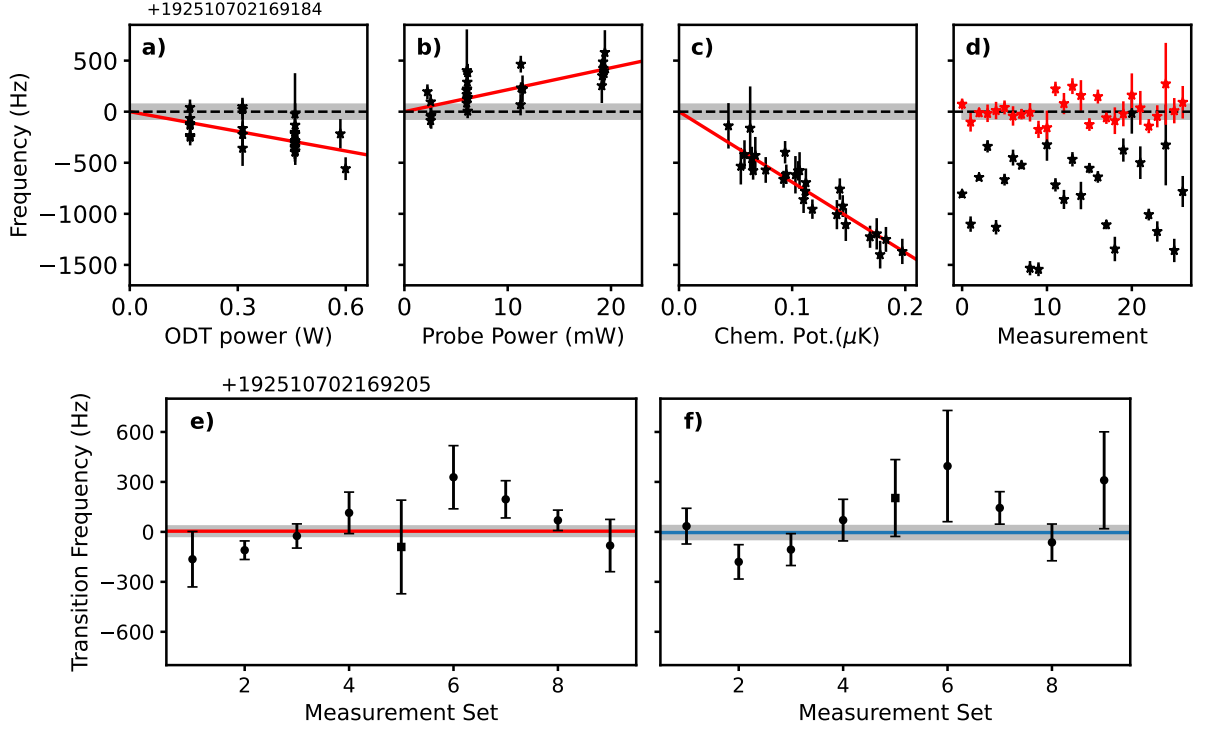 +192510702169184
a) b) c) d)
Frequency (Hz)
500
0
−500
−1000
−1500
0.0 0.3 0.6 0 10 20 0.0 0.1 0.2 0 10 20
ODT power (W) Probe Power (mW) Chem. Pot.(μK) Measurement
+192510702169205
e) f)
Transition Frequency (Hz)
600
300
0
−300
−600
2 4 6 8 2 4 6 8
Measurement Set Measurement Set